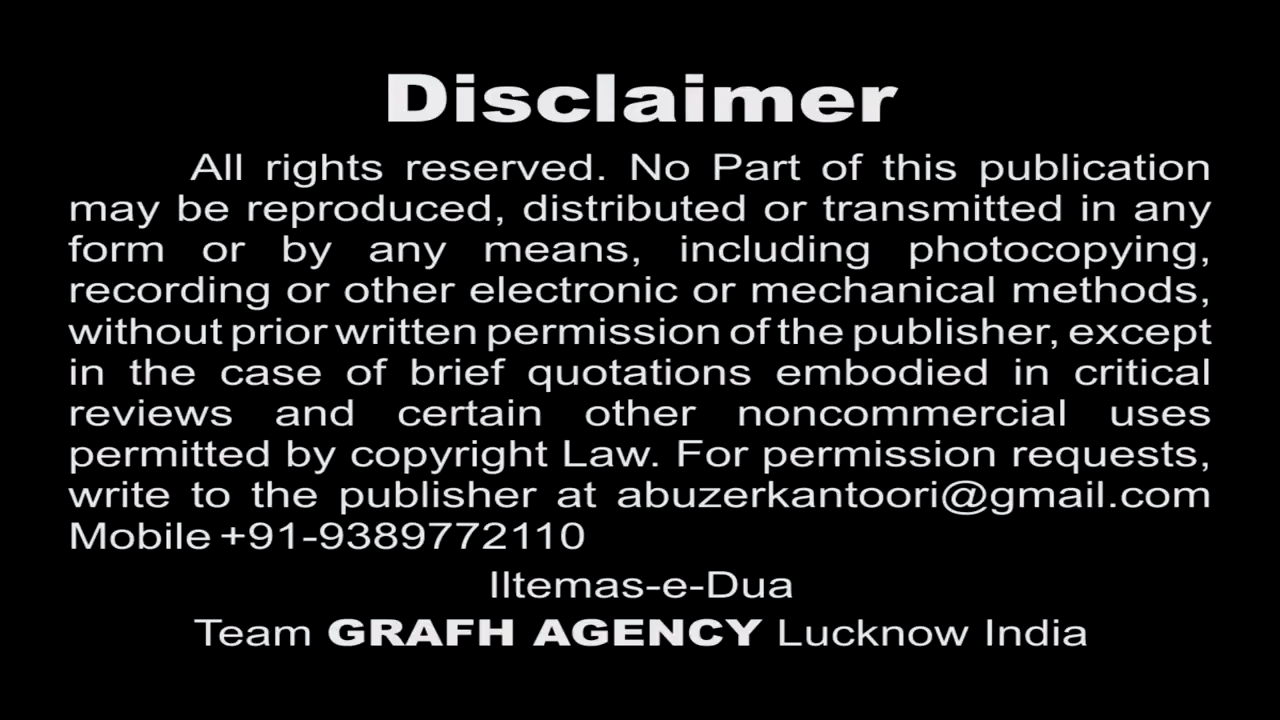 Disclaimer
All rights reserved. No Part of this publication
may be reproduced, distributed or transmitted in any
form or by any means, including photocopying,
recording or other electronic or mechanical methods,
without prior written permission of the publisher, except
in the case of brief quotations embodied in critical
reviews and certain other noncommercial uses
permitted by copyright Law. For permission requests,
write to the publisher at abuzerkantoori@gmail.com
Mobile +91-9389772110
Iltemas-e-Dua
Team GRAFH AGENCY Lucknow India